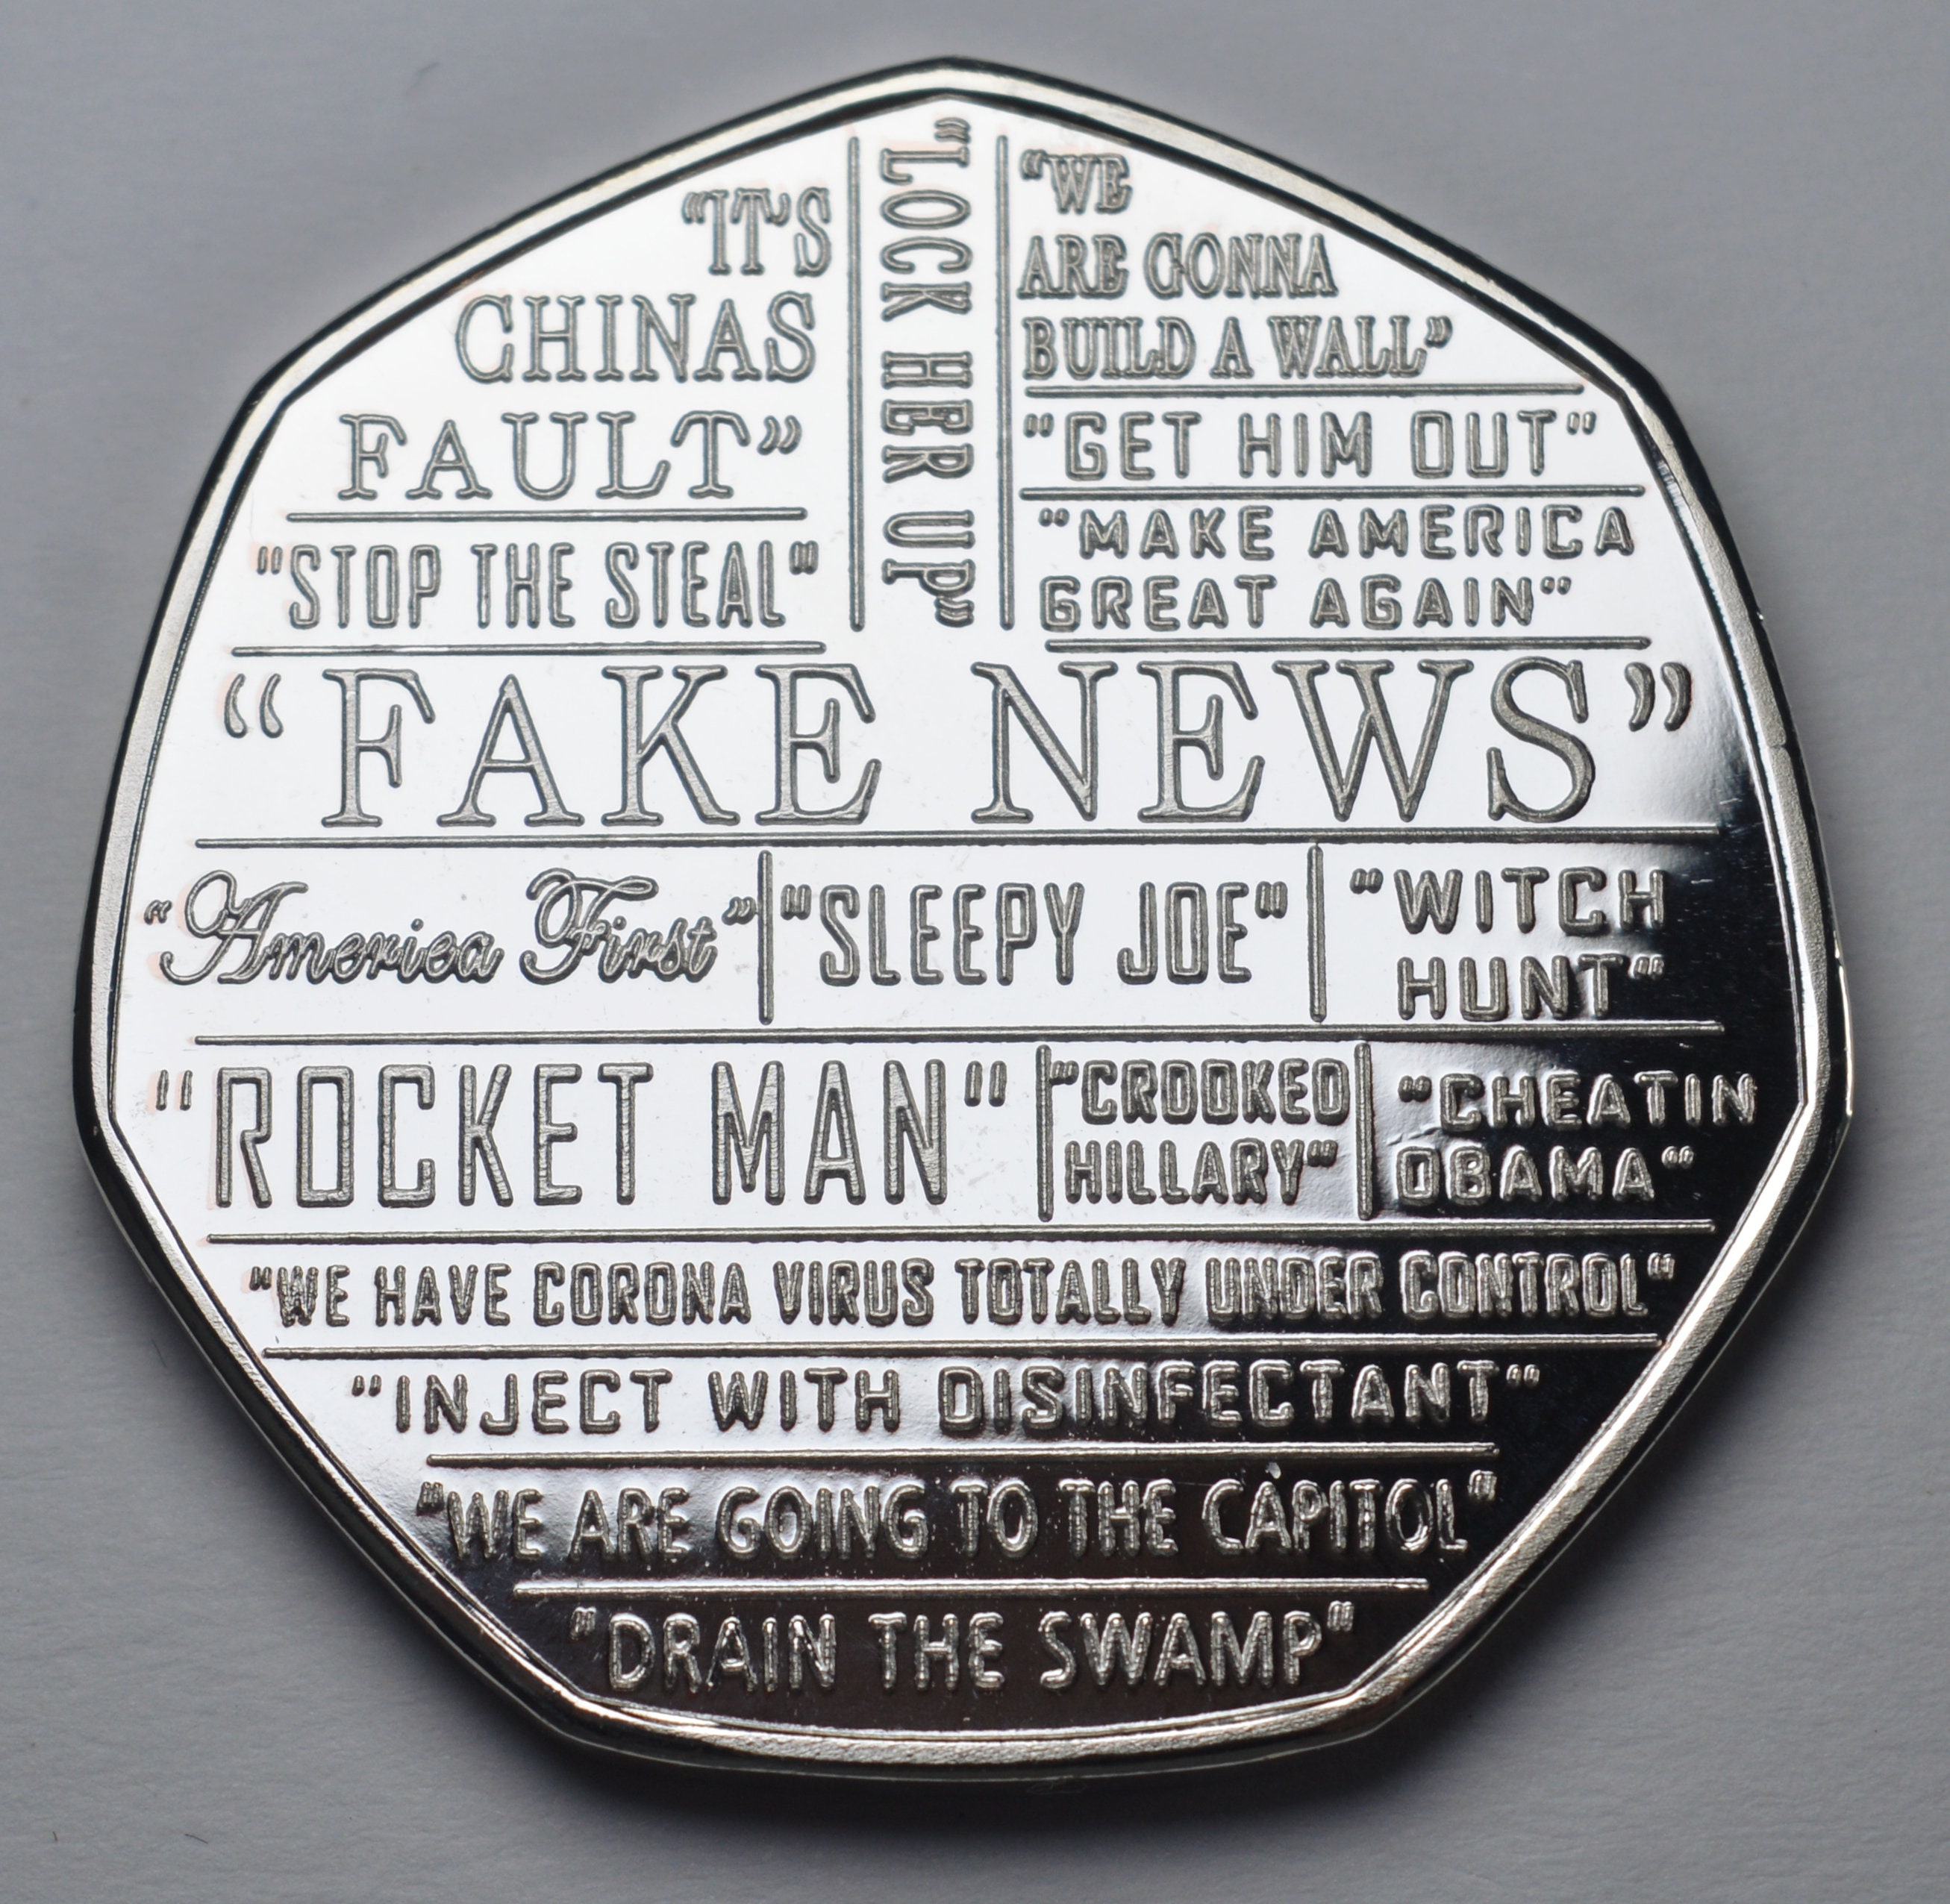 "IT'S
CHINAS
FAULT"
"STOP THE STEAL"
"LOCK HER UP"
"WE
ARE GONNA
BUILD A WALL"
"GET HIM OUT"
"MAKE AMERICA
GREAT AGAIN"
"FAKE NEWS"
"America First"
"SLEEPY JOE"
"WITCH
HUNT"
"ROCKET MAN"
"CROOKED
HILLARY"
"CHEATIN
OBAMA"
"WE HAVE CORONA VIRUS TOTALLY UNDER CONTROL"
"INJECT WITH DISINFECTANT"
"WE ARE GOING TO THE CAPITOL"
"DRAIN THE SWAMP"